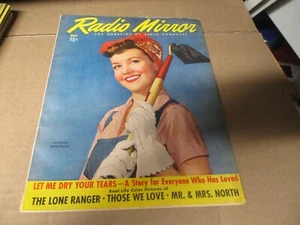 Radio Mirror
THE MAGAZINE OF RADIO ROMANCES
15¢
LET ME DRY YOUR TEARS—A Story for Everyone Who Has Loved
Real Life Color Pictures of
THE LONE RANGER · THOSE WE LOVE · MR. & MRS. NORTH